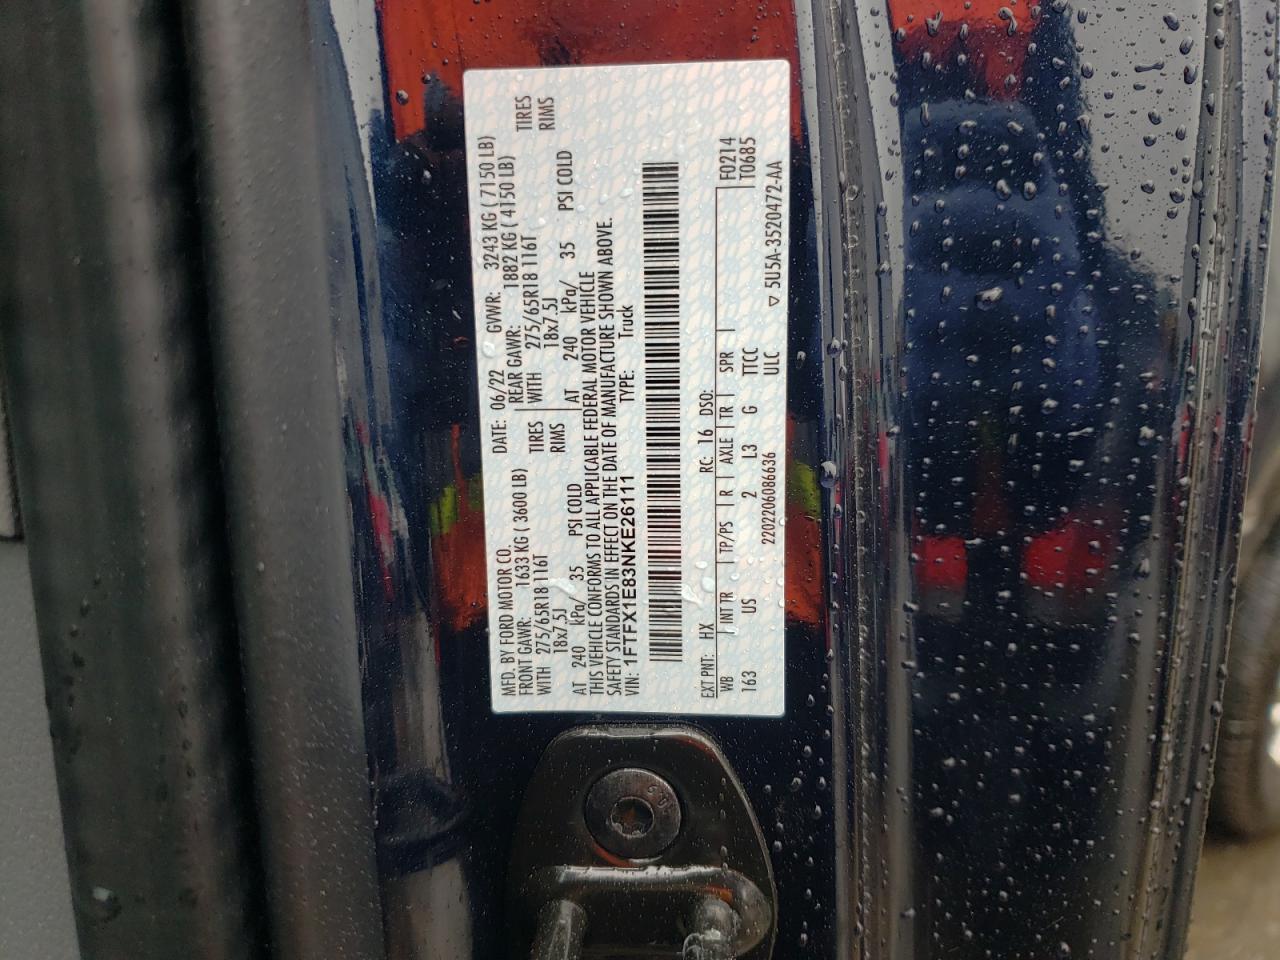 MFD. BY FORD MOTOR CO. DATE: 06/22 GVWR: 3243 KG ( 7150 LB)
FRONT GAWR: 1633 KG ( 3600 LB) REAR GAWR: 1882 KG ( 4150 LB)
WITH 275/65R18 116T TIRES WITH 275/65R18 116T TIRES
18x7.5J RIMS 18x7.5J RIMS
AT 240 kPa/ 35 PSI COLD AT 240 kPa/ 35 PSI COLD
THIS VEHICLE CONFORMS TO ALL APPLICABLE FEDERAL MOTOR VEHICLE
SAFETY STANDARDS IN EFFECT ON THE DATE OF MANUFACTURE SHOWN ABOVE.
VIN: 1FTFX1E83NKE26111 TYPE: Truck
EXT PNT: HX RC: 16 DSO: F0214
WB INT TR TP/PS R AXLE TR SPR T0685
163 US 2 L3 G TTCC
2202206086636 ULC ▽ 5U5A-3520472-AA